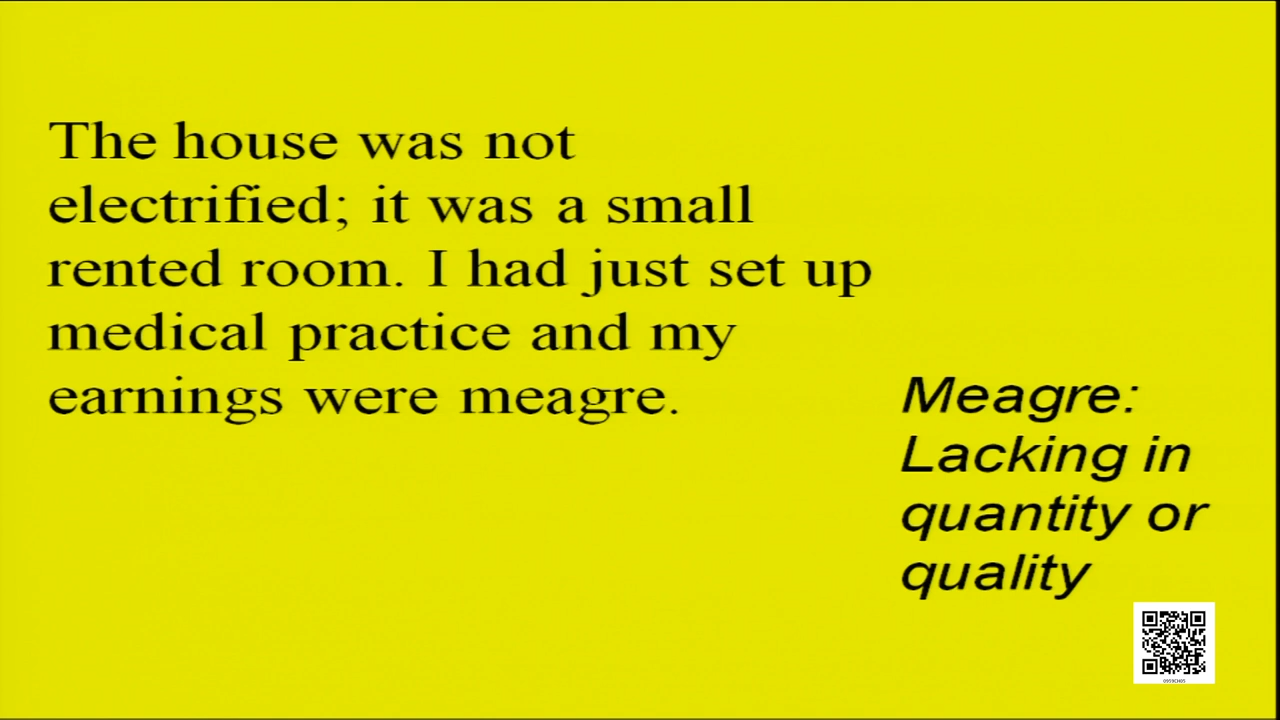 The house was not
electrified; it was a small
rented room. I had just set up
medical practice and my
earnings were meagre.
Meagre:
Lacking in
quantity or
quality